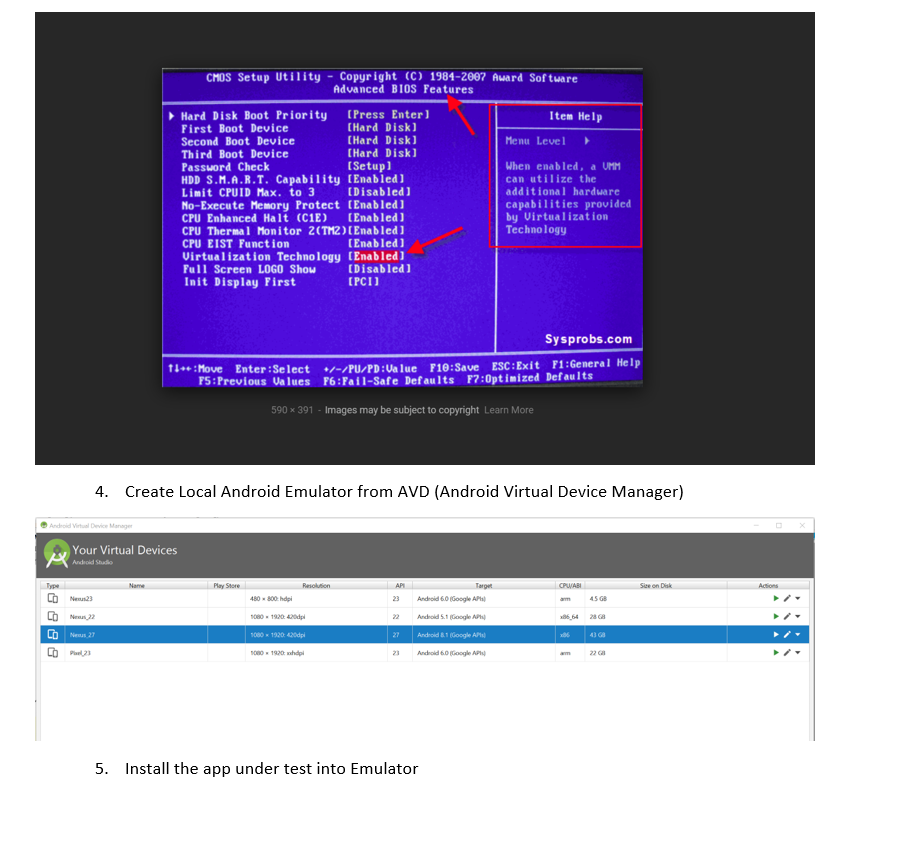 CMOS Setup Utility - Copyright (C) 1984-2007 Award Software
Advanced BIOS Features
Hard Disk Boot Priority [Press Enter]
First Boot Device [Hard Disk]
Second Boot Device [Hard Disk]
Third Boot Device [Hard Disk]
Password Check [Setup]
HDD S.M.A.R.T. Capability [Enabled]
Limit CPUID Max. to 3 [Disabled]
No-Execute Memory Protect [Enabled]
CPU Enhanced Halt (C1E) [Enabled]
CPU Thermal Monitor 2(TM2)[Enabled]
CPU EIST Function [Enabled]
Virtualization Technology [Enabled]
Full Screen LOGO Show [Disabled]
Init Display First [PCI]
Item Help
Menu Level
When enabled, a VMM
can utilize the
additional hardware
capabilities provided
by Virtualization
Technology
Sysprobs.com
↑↓→←:Move Enter:Select +/-/PU/PD:Value F10:Save ESC:Exit F1:General Help
F5:Previous Values F6:Fail-Safe Defaults F7:Optimized Defaults
590 × 391 - Images may be subject to copyright Learn More
4. Create Local Android Emulator from AVD (Android Virtual Device Manager)
Android Virtual Device Manager
Your Virtual Devices
Android Studio
Type Name Play Store Resolution API Target CPU/ABI Size on Disk Actions
Nexus23 480 × 800: hdpi 23 Android 6.0 (Google APIs) arm 4.5 GB
Nexus_22 1080 × 1920: 420dpi 22 Android 5.1 (Google APIs) x86_64 28 GB
Nexus_27 1080 × 1920: 420dpi 27 Android 8.1 (Google APIs) x86 43 GB
Pixel_23 1080 × 1920: xxhdpi 23 Android 6.0 (Google APIs) arm 22 GB
5. Install the app under test into Emulator